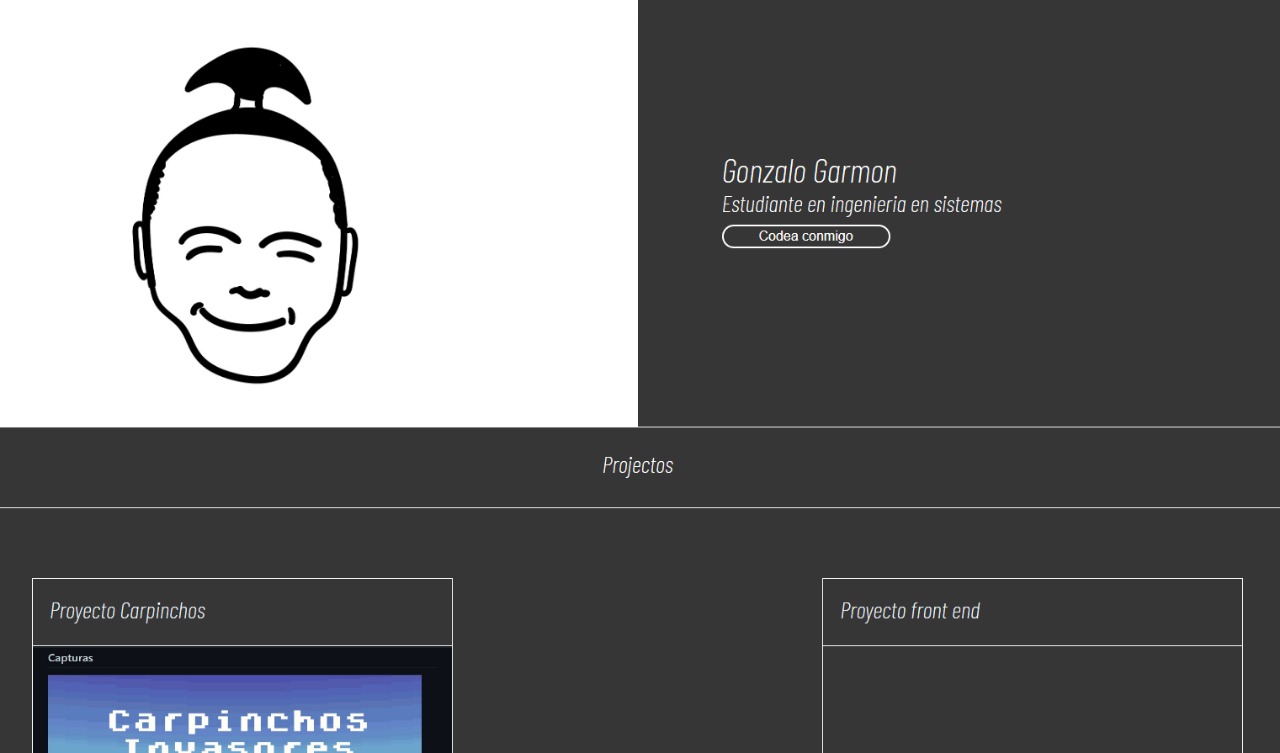 Gonzalo Garmon
Estudiante en ingenieria en sistemas
Codea conmigo
Projectos
Proyecto Carpinchos
Proyecto front end
Capturas
Carpinchos
Invasores